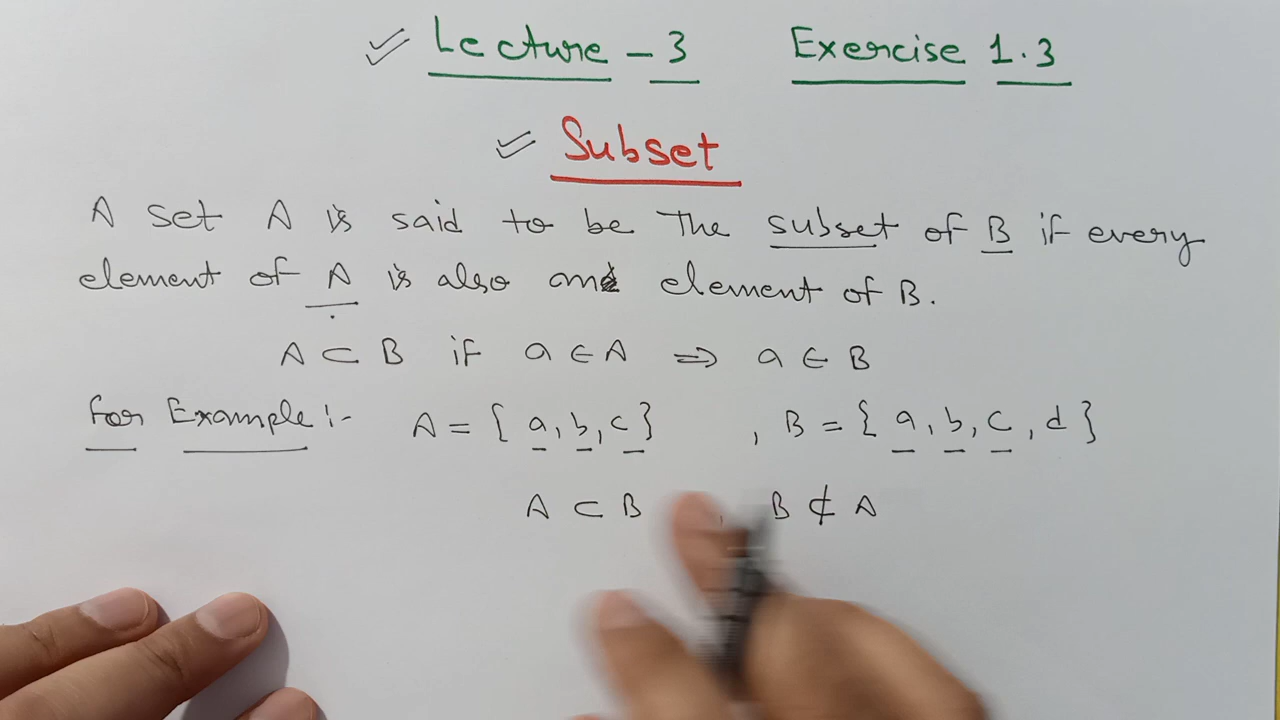 Lecture - 3 Exercise 1.3
Subset
A set A is said to be The subset of B if every
element of A is also an element of B.
A ⊂ B if a ∈ A ⇒ a ∈ B
For Example :- A = { a, b, c } , B = { a, b, c, d }
A ⊂ B , B ⊄ A